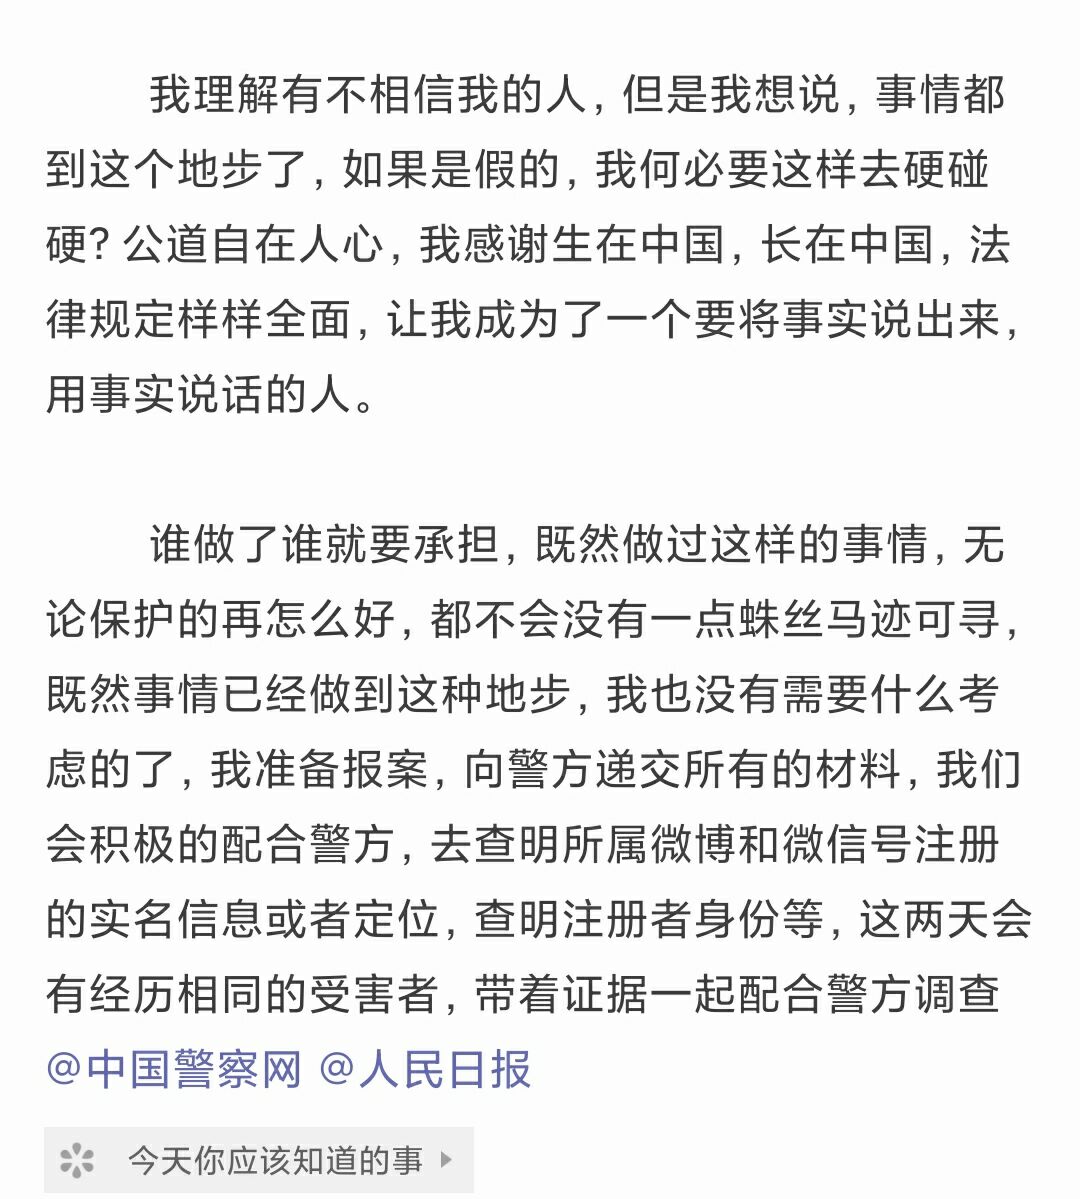 我理解有不相信我的人，但是我想说，事情都
到这个地步了，如果是假的，我何必要这样去硬碰
硬？公道自在人心，我感谢生在中国，长在中国，法
律规定样样全面，让我成为了一个要将事实说出来，
用事实说话的人。
谁做了谁就要承担，既然做过这样的事情，无
论保护的再怎么好，都不会没有一点蛛丝马迹可寻，
既然事情已经做到这种地步，我也没有需要什么考
虑的了，我准备报案，向警方递交所有的材料，我们
会积极的配合警方，去查明所属微博和微信号注册
的实名信息或者定位，查明注册者身份等，这两天会
有经历相同的受害者，带着证据一起配合警方调查
@中国警察网 @人民日报
今天你应该知道的事